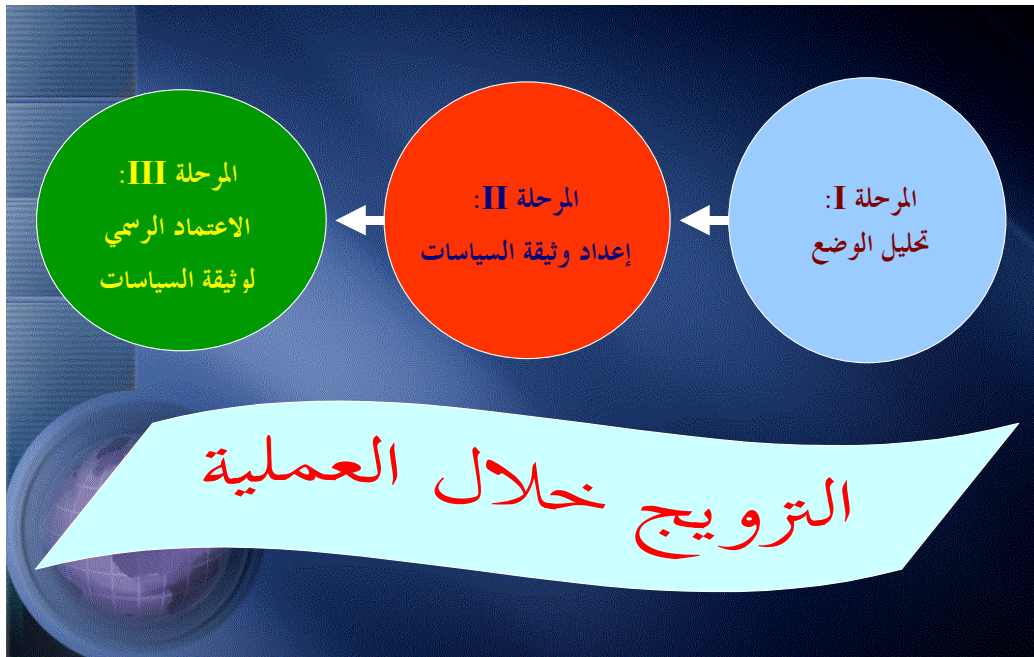 المرحلة I:
تحليل الوضع
المرحلة II:
إعداد وثيقة السياسات
المرحلة III:
الاعتماد الرسمي
لوثيقة السياسات
الترويج خلال العملية